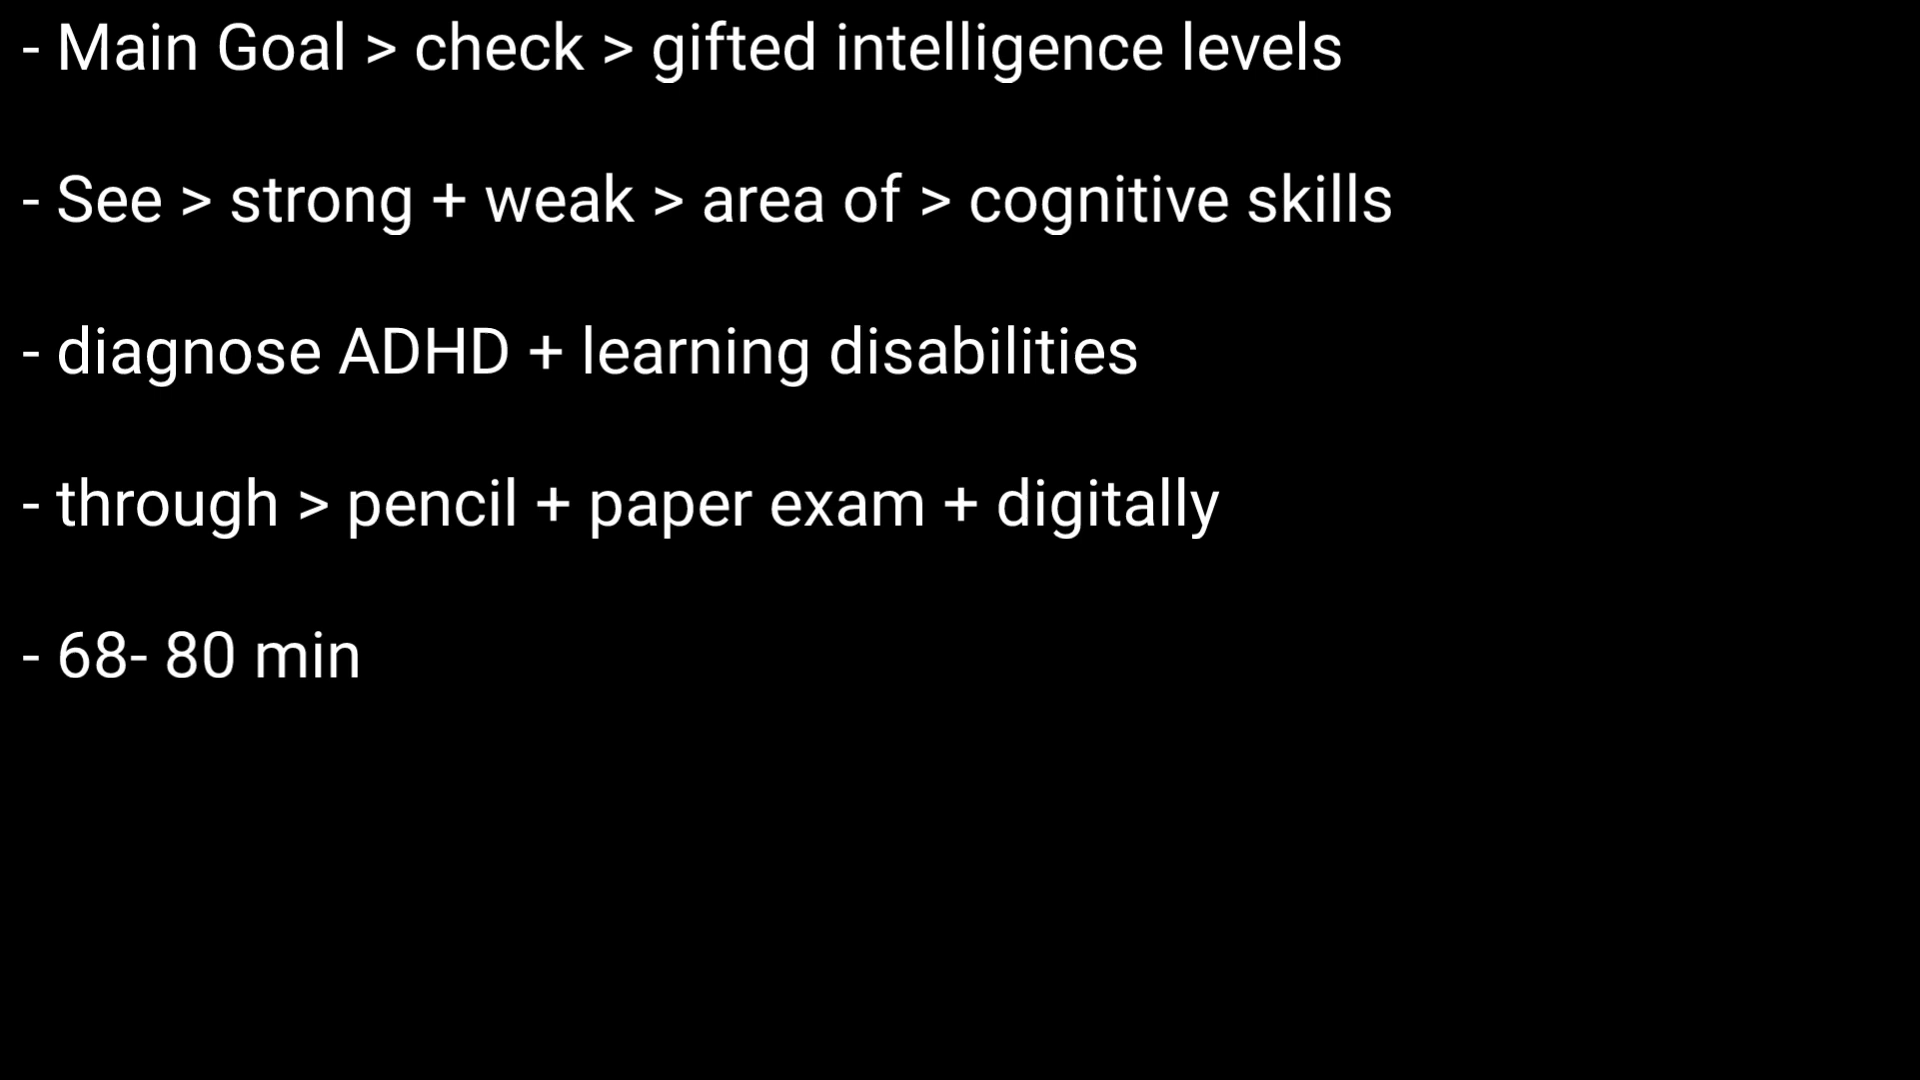 - Main Goal > check > gifted intelligence levels
- See > strong + weak > area of > cognitive skills
- diagnose ADHD + learning disabilities
- through > pencil + paper exam + digitally
- 68- 80 min